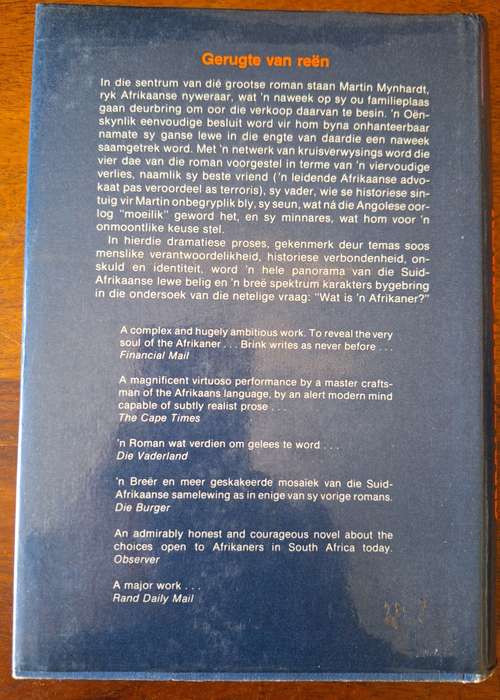 Gerugte van reën
In die sentrum van dié grootse roman staan Martin Mynhardt,
ryk Afrikaanse nyweraar, wat 'n naweek op sy ou familieplaas
gaan deurbring om oor die verkoop daarvan te besin. 'n Oën-
skynlik eenvoudige besluit word vir hom byna onhanteerbaar
namate sy ganse lewe in die engte van daardie een naweek
saamgetrek word. Met 'n netwerk van kruisverwysings word die
vier dae van die roman voorgestel in terme van 'n viervoudige
verlies, naamlik sy beste vriend ('n leidende Afrikaanse advo-
kaat pas veroordeel as terroris), sy vader, wie se historiese sin-
tuig vir Martin onbegryplik bly, sy seun, wat ná die Angolese oor-
log "moeilik" geword het, en sy minnares, wat hom voor 'n
onmoontlike keuse stel.
In hierdie dramatiese proses, gekenmerk deur temas soos
menslike verantwoordelikheid, historiese verbondenheid, on-
skuld en identiteit, word 'n hele panorama van die Suid-
Afrikaanse lewe belig en 'n breë spektrum karakters bygebring
in die ondersoek van die netelige vraag: "Wat is 'n Afrikaner?"
A complex and hugely ambitious work. To reveal the very
soul of the Afrikaner . . . Brink writes as never before . . .
Financial Mail
A magnificent virtuoso performance by a master crafts-
man of the Afrikaans language, by an alert modern mind
capable of subtly realist prose . . .
The Cape Times
'n Roman wat verdien om gelees te word . . .
Die Vaderland
'n Breër en meer geskakeerde mosaïek van die Suid-
Afrikaanse samelewing as in enige van sy vorige romans.
Die Burger
An admirably honest and courageous novel about the
choices open to Afrikaners in South Africa today.
Observer
A major work . . .
Rand Daily Mail